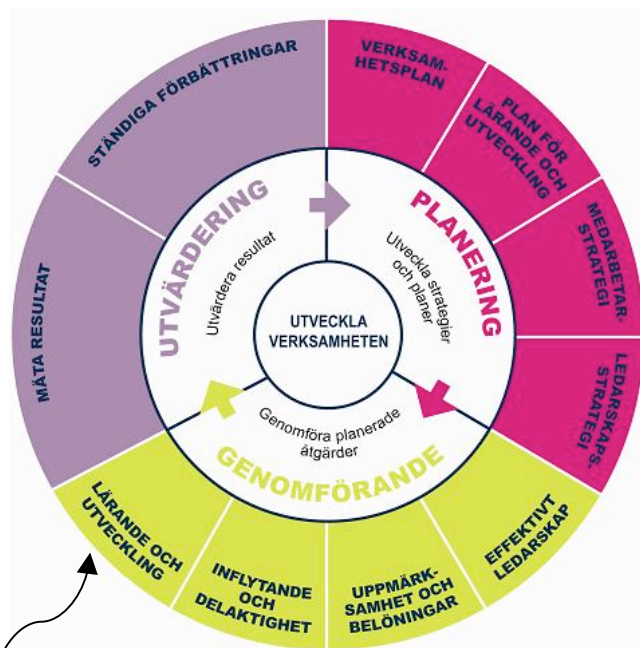 STÄNDIGA FÖRBÄTTRINGAR
VERKSAM-
HETSPLAN
PLAN FÖR
LÄRANDE OCH
UTVECKLING
MEDARBETAR-
STRATEGI
LEDARSKAPS-
STRATEGI
EFFEKTIVT
LEDARSKAP
UPPMÄRK-
SAMHET OCH
BELÖNINGAR
INFLYTANDE
OCH
DELAKTIGHET
LÄRANDE OCH
UTVECKLING
MÄTA RESULTAT
UTVÄRDERING
Utvärdera resultat
PLANERING
Utveckla strategier
och planer
GENOMFÖRANDE
Genomföra planerade
åtgärder
UTVECKLA
VERKSAMHETEN